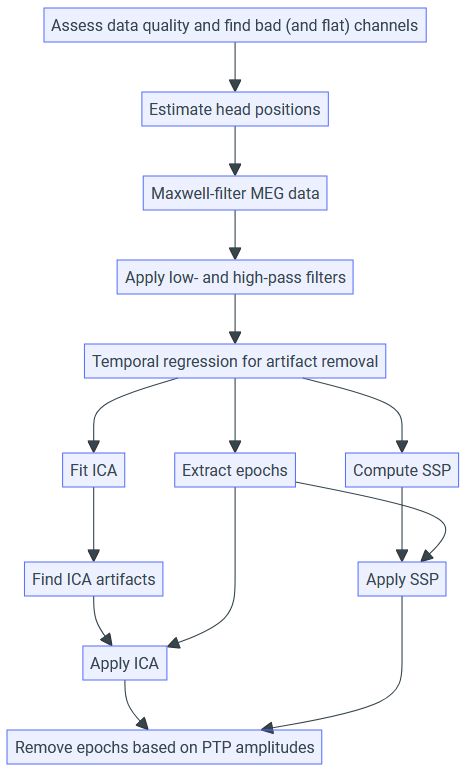 Assess data quality and find bad (and flat) channels
Estimate head positions
Maxwell-filter MEG data
Apply low- and high-pass filters
Temporal regression for artifact removal
Fit ICA
Extract epochs
Compute SSP
Find ICA artifacts
Apply SSP
Apply ICA
Remove epochs based on PTP amplitudes